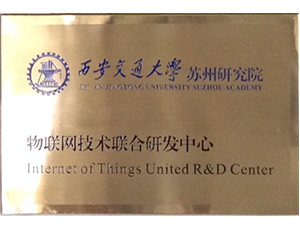 西安交通大学 苏州研究院
XI'AN JIAOTONG UNIVERSITY SUZHOU ACADEMY
物联网技术联合研发中心
Internet of Things United R&D Center